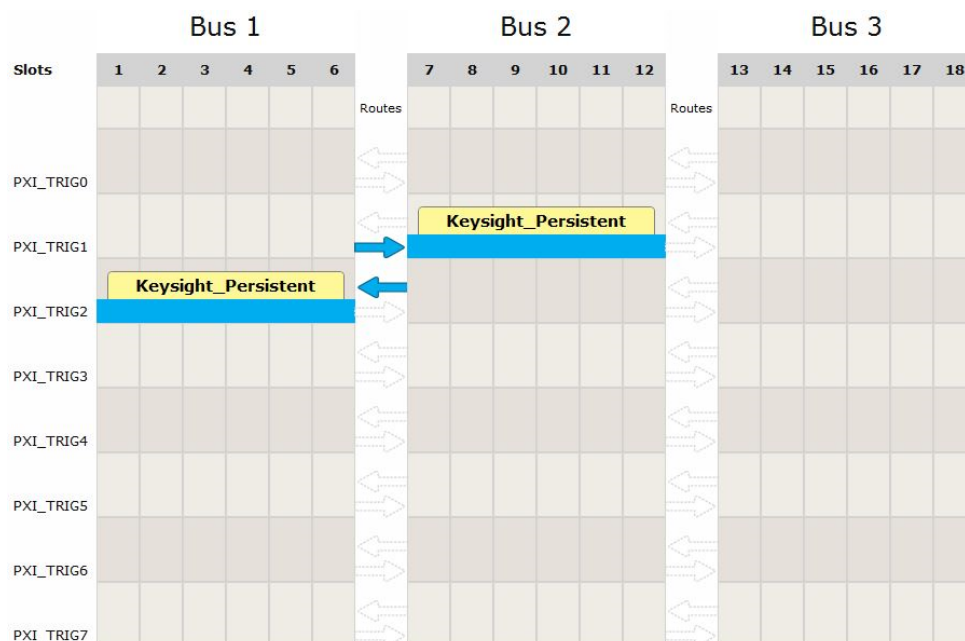 Bus 1 Bus 2 Bus 3
Slots 1 2 3 4 5 6 7 8 9 10 11 12 13 14 15 16 17 18
Routes Routes
PXI_TRIG0
Keysight_Persistent
PXI_TRIG1
Keysight_Persistent
PXI_TRIG2
PXI_TRIG3
PXI_TRIG4
PXI_TRIG5
PXI_TRIG6
PXI_TRIG7